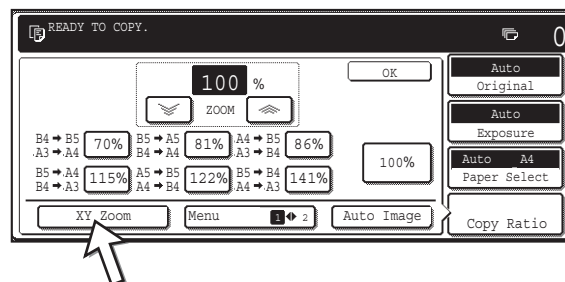 READY TO COPY.
0
100 %
OK
ZOOM
B4➡B5
A3➡A4
70%
B5➡A5
B4➡A4
81%
A4➡B5
A3➡B4
86%
100%
B5➡A4
B4➡A3
115%
A5➡B5
A4➡B4
122%
B5➡B4
A4➡A3
141%
XY Zoom
Menu
1 2
Auto Image
Auto
Original
Auto
Exposure
Auto A4
Paper Select
Copy Ratio